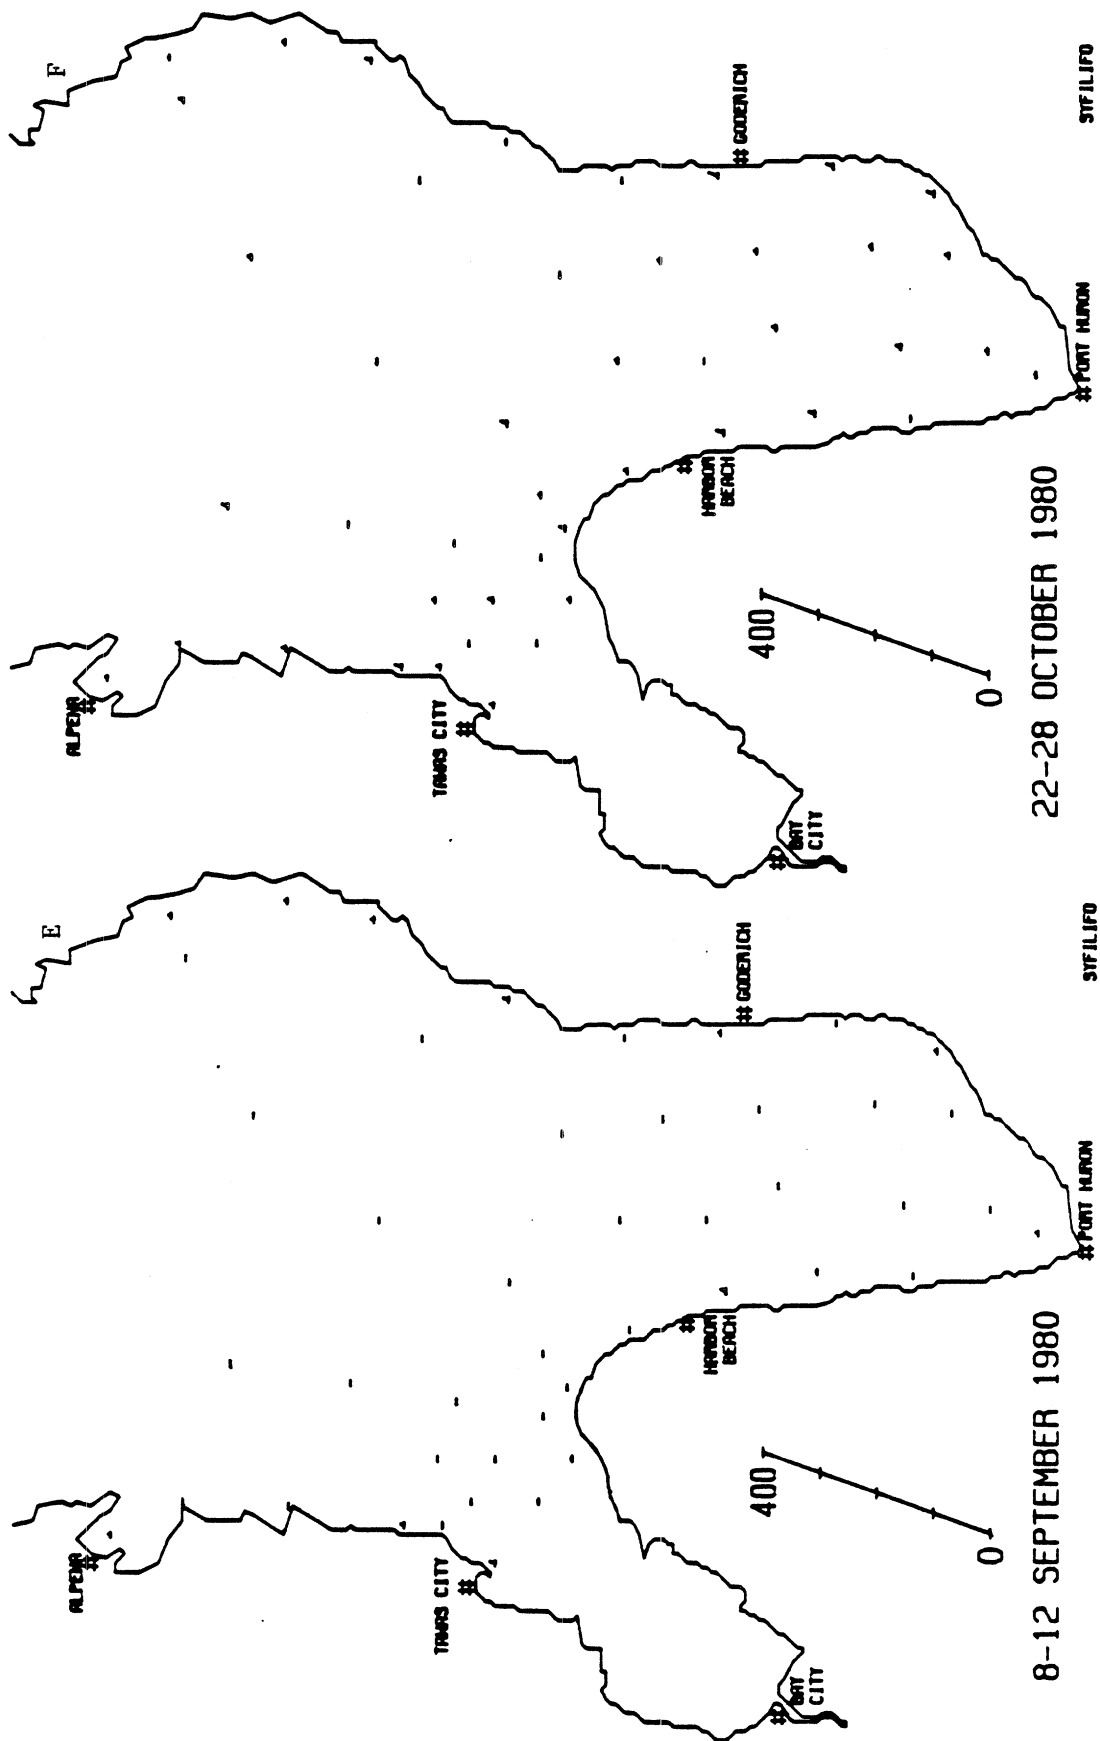 F
ALPENA
##
TAWAS CITY
##
# GODERICH
##
HARBOR
BEACH
##
BAY
CITY
# PORT HURON
400
0
22-28 OCTOBER 1980
SYFILIFO
E
ALPENA
##
TAWAS CITY
##
# GODERICH
##
HARBOR
BEACH
##
BAY
CITY
# PORT HURON
400
0
8-12 SEPTEMBER 1980
SYFILIFO